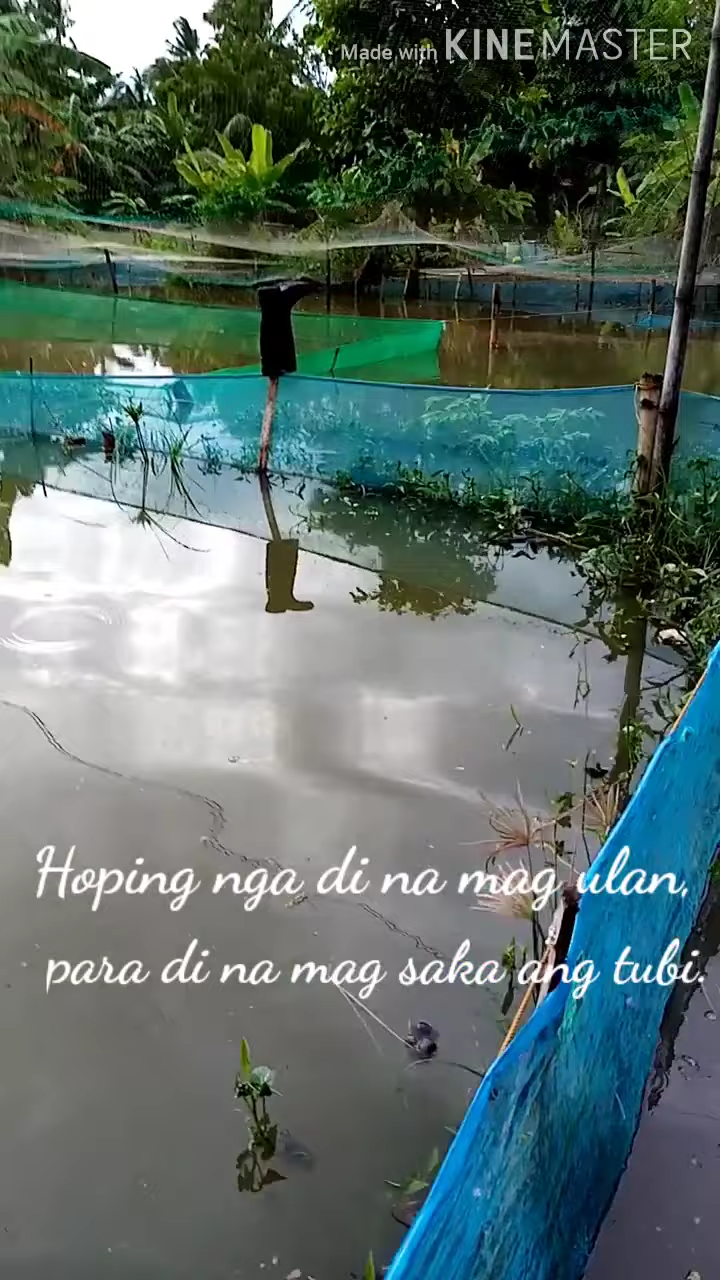 Made with KINEMASTER
Hoping nga di na mag ulan,
para di na mag saka ang tubi.